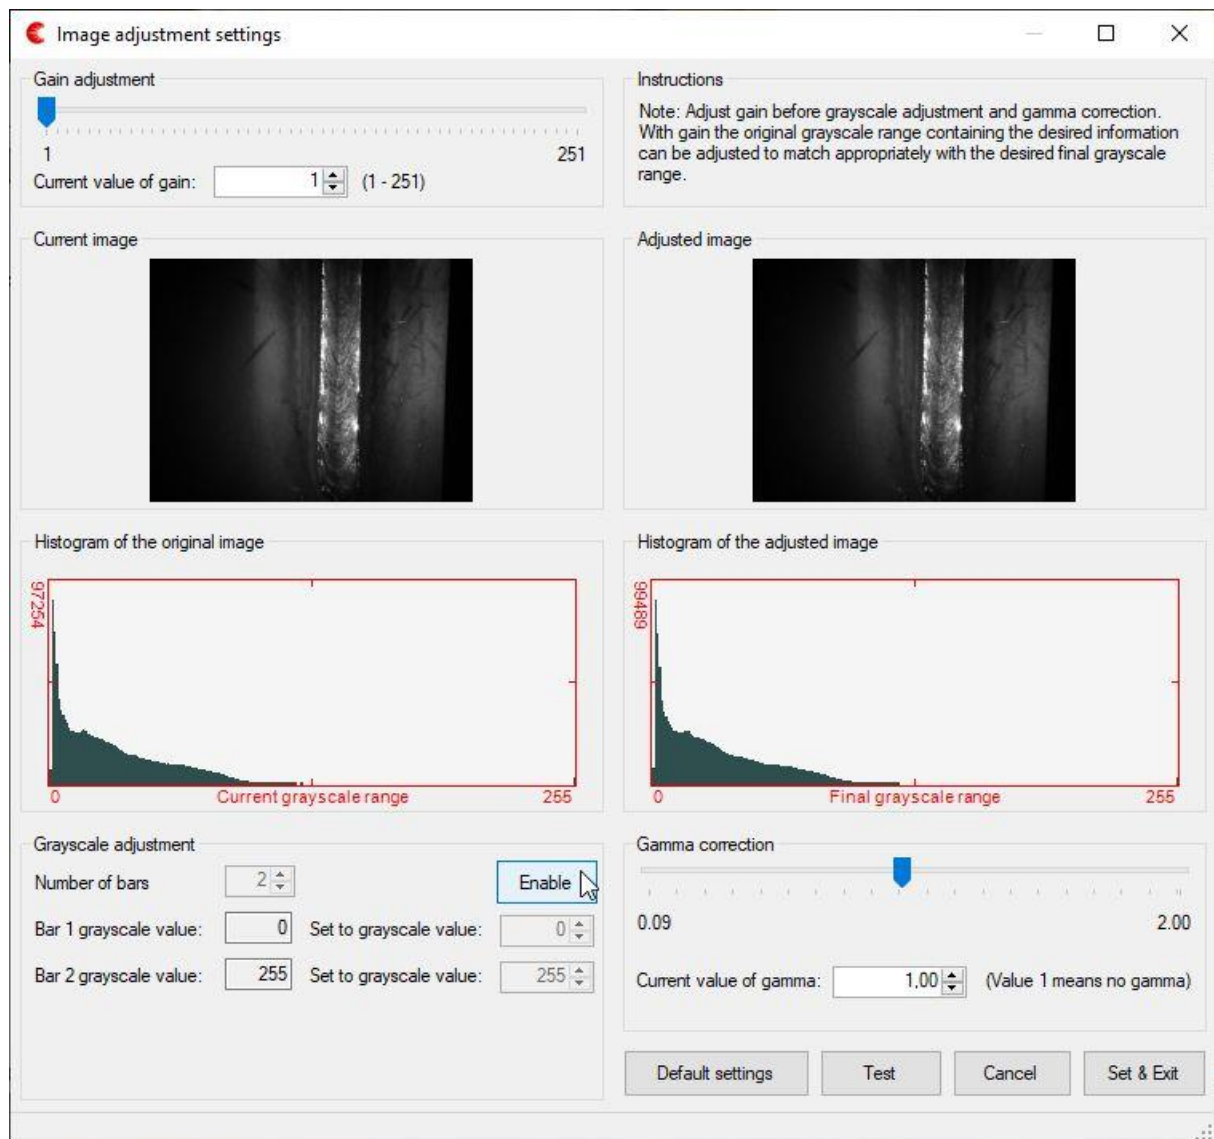 Image adjustment settings
Gain adjustment
1
251
Current value of gain: 1 (1 - 251)
Instructions
Note: Adjust gain before grayscale adjustment and gamma correction.
With gain the original grayscale range containing the desired information
can be adjusted to match appropriately with the desired final grayscale
range.
Current image
Adjusted image
Histogram of the original image
97254
0 Current grayscale range 255
Histogram of the adjusted image
99489
0 Final grayscale range 255
Grayscale adjustment
Number of bars 2 Enable
Bar 1 grayscale value: 0 Set to grayscale value: 0
Bar 2 grayscale value: 255 Set to grayscale value: 255
Gamma correction
0.09 2.00
Current value of gamma: 1,00 (Value 1 means no gamma)
Default settings Test Cancel Set & Exit